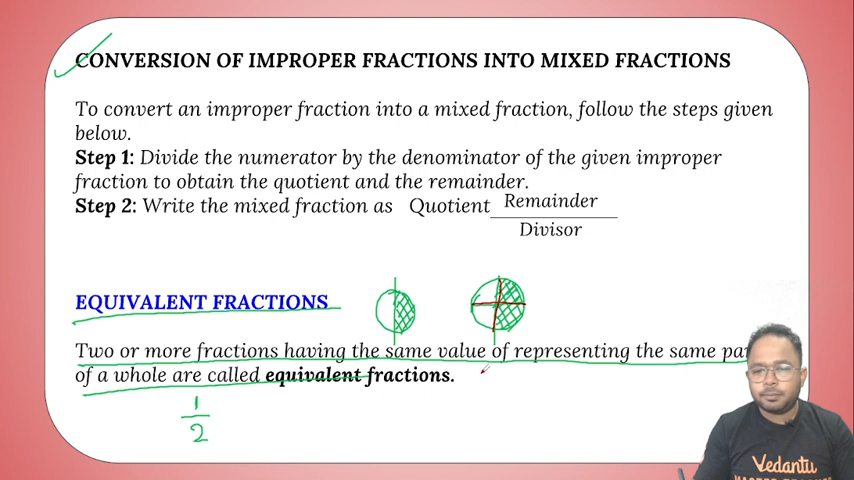 CONVERSION OF IMPROPER FRACTIONS INTO MIXED FRACTIONS
To convert an improper fraction into a mixed fraction, follow the steps given
below.
Step 1: Divide the numerator by the denominator of the given improper
fraction to obtain the quotient and the remainder.
Step 2: Write the mixed fraction as Quotient Remainder
Divisor
EQUIVALENT FRACTIONS
Two or more fractions having the same value of representing the same
of a whole are called equivalent fractions.
1
2
Vedantu